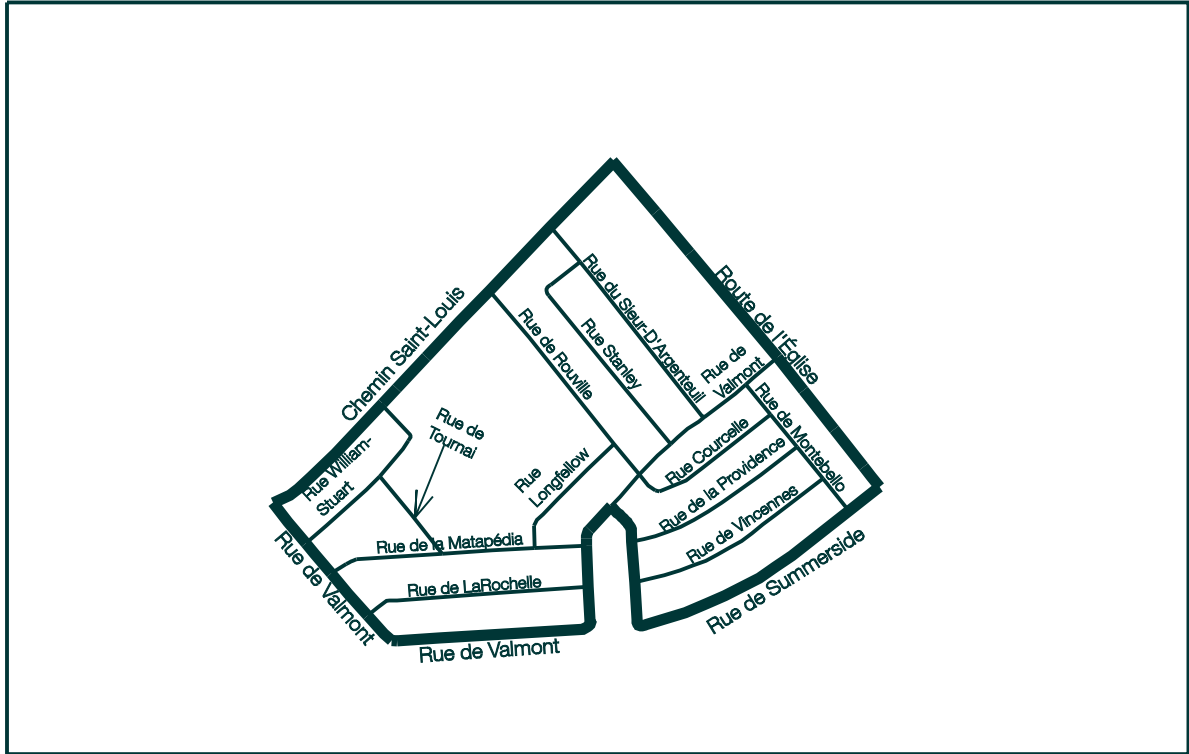 Rue du Sieur-D'Argenteuil
Route de l'Église
Chemin Saint-Louis
Rue de Rouville
Rue Stanley
Rue de
Valmont
Rue de Montebello
Rue de
Tournai
Rue William-
Stuart
Rue Courcelle
Rue
Longfellow
Rue de la Providence
Rue de Vincennes
Rue de la Matapédia
Rue de LaRochelle
Rue de Valmont
Rue de Summerside
Rue de Valmont